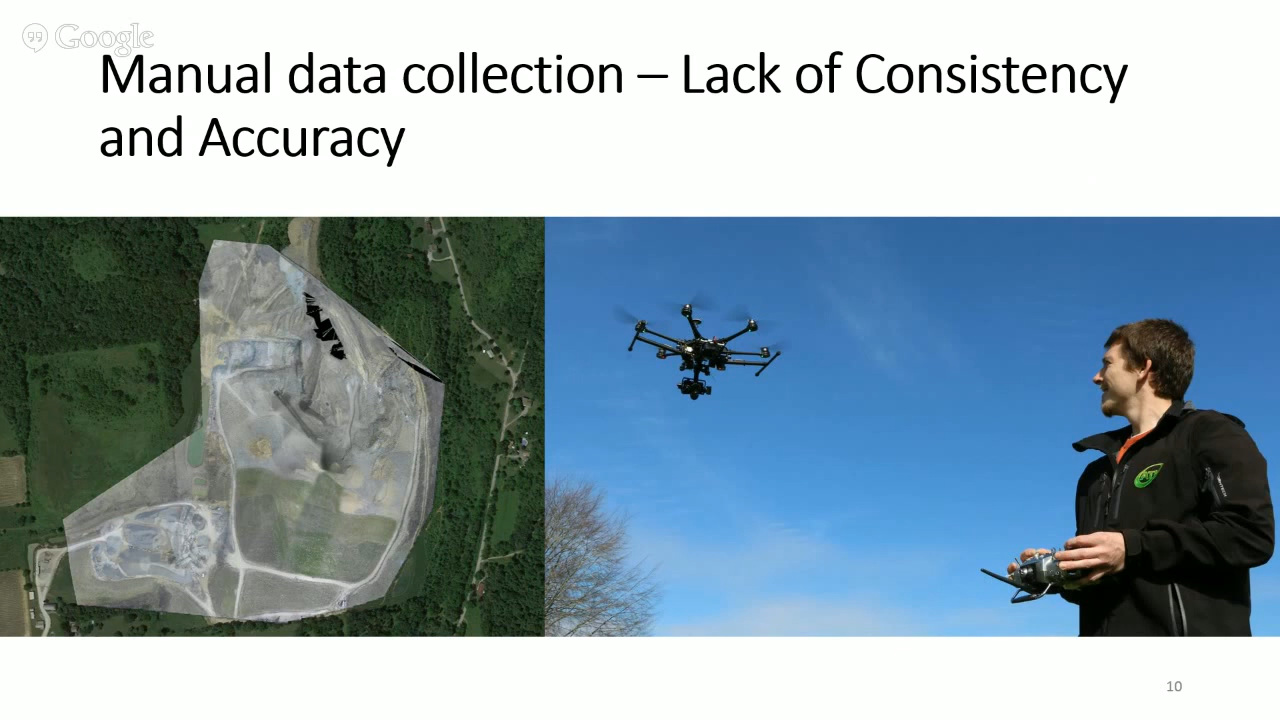 Google
Manual data collection – Lack of Consistency
and Accuracy
10